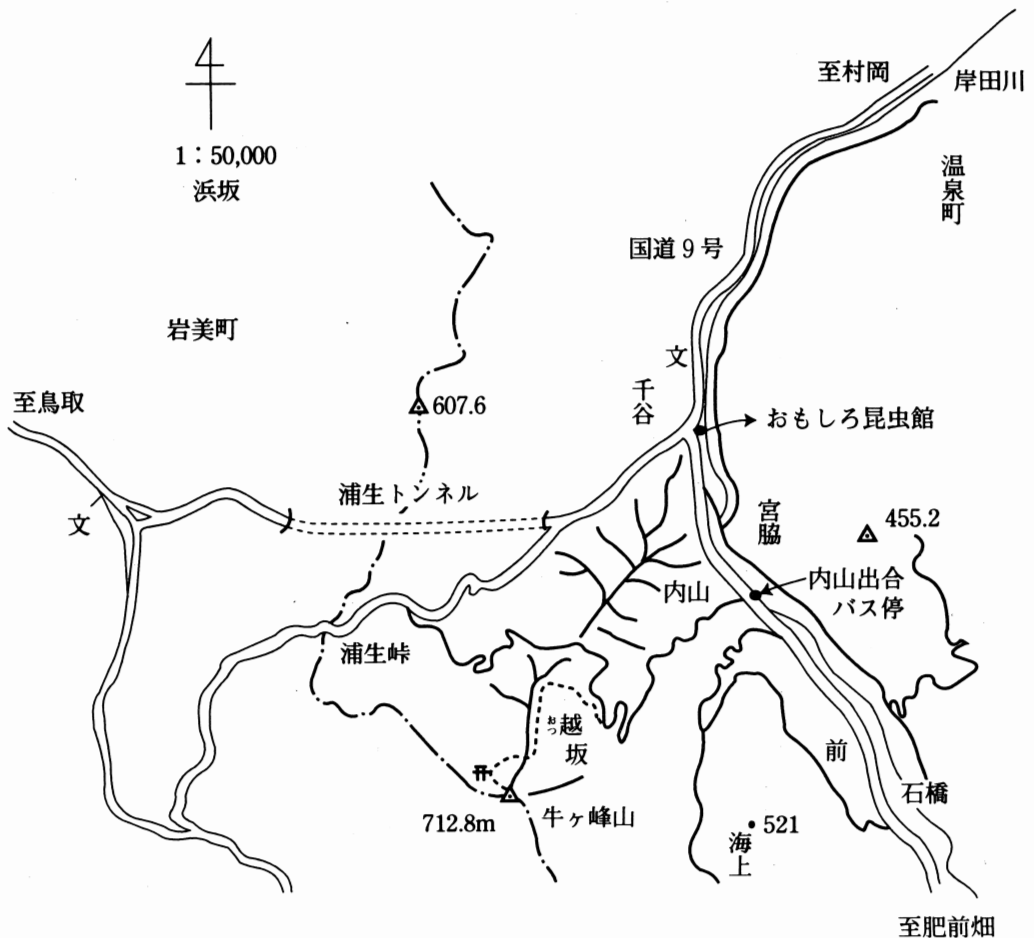 至村岡
岸田川
1:50,000
浜坂
温泉町
国道9号
岩美町
文
千谷
至鳥取
607.6
おもしろ昆虫館
浦生トンネル
文
宮脇
455.2
内山出合
バス停
内山
浦生峠
おっ
越坂
前
石橋
牛ヶ峰山
712.8m
521
海上
至肥前畑